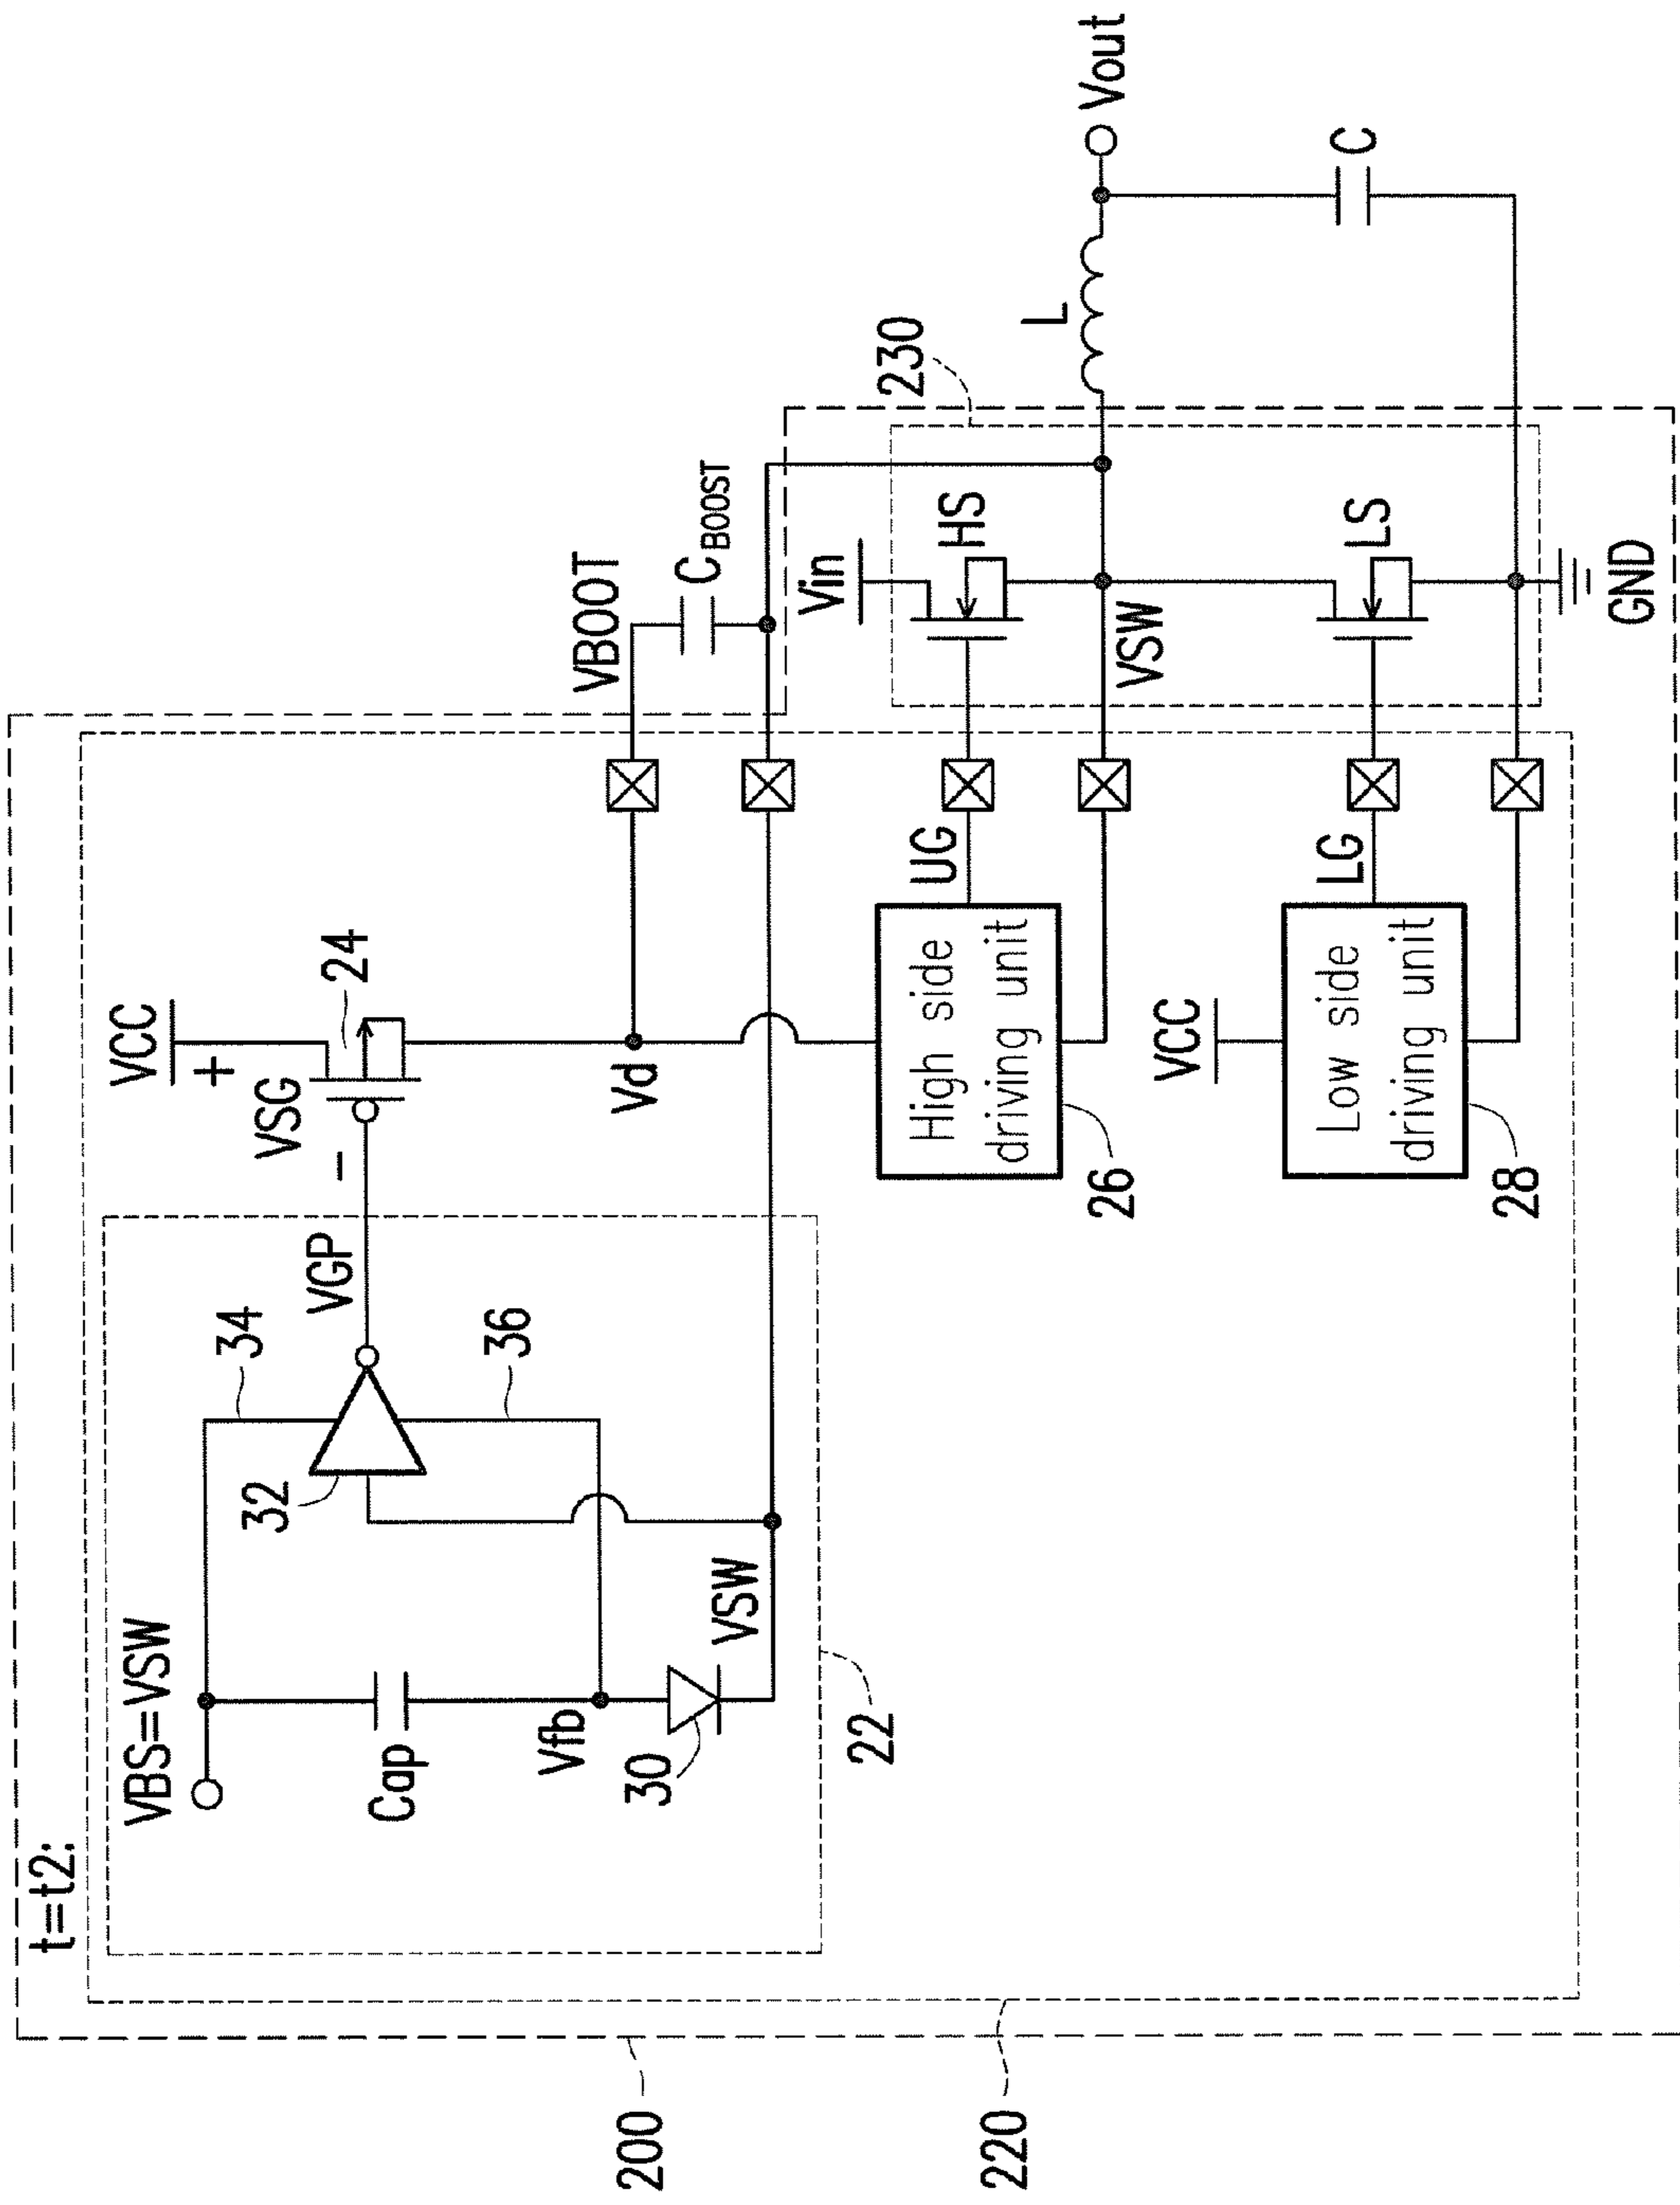 t=t2:
VBS=VSW
Cap
Vfb
30
VSW
22
32
34
36
VGP
VCC
+
VSG
-
24
Vd
VBOOT
CBOOST
High side
driving unit
26
UG
VCC
Low side
driving unit
28
LG
Vin
HS
VSW
LS
GND
230
L
Vout
C
200
220